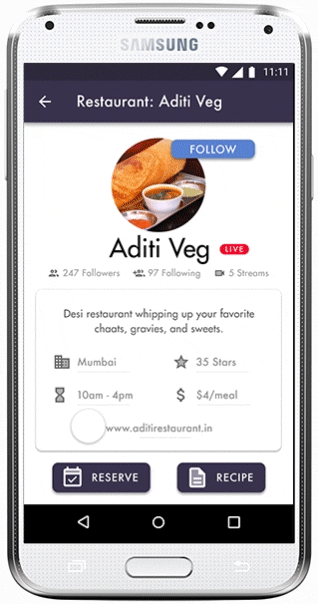 SAMSUNG
11:11
Restaurant: Aditi Veg
FOLLOW
Aditi Veg LIVE
247 Followers 97 Following 5 Streams
Desi restaurant whipping up your favorite
chaats, gravies, and sweets.
Mumbai 35 Stars
10am - 4pm $ $4/meal
www.aditirestaurant.in
RESERVE RECIPE